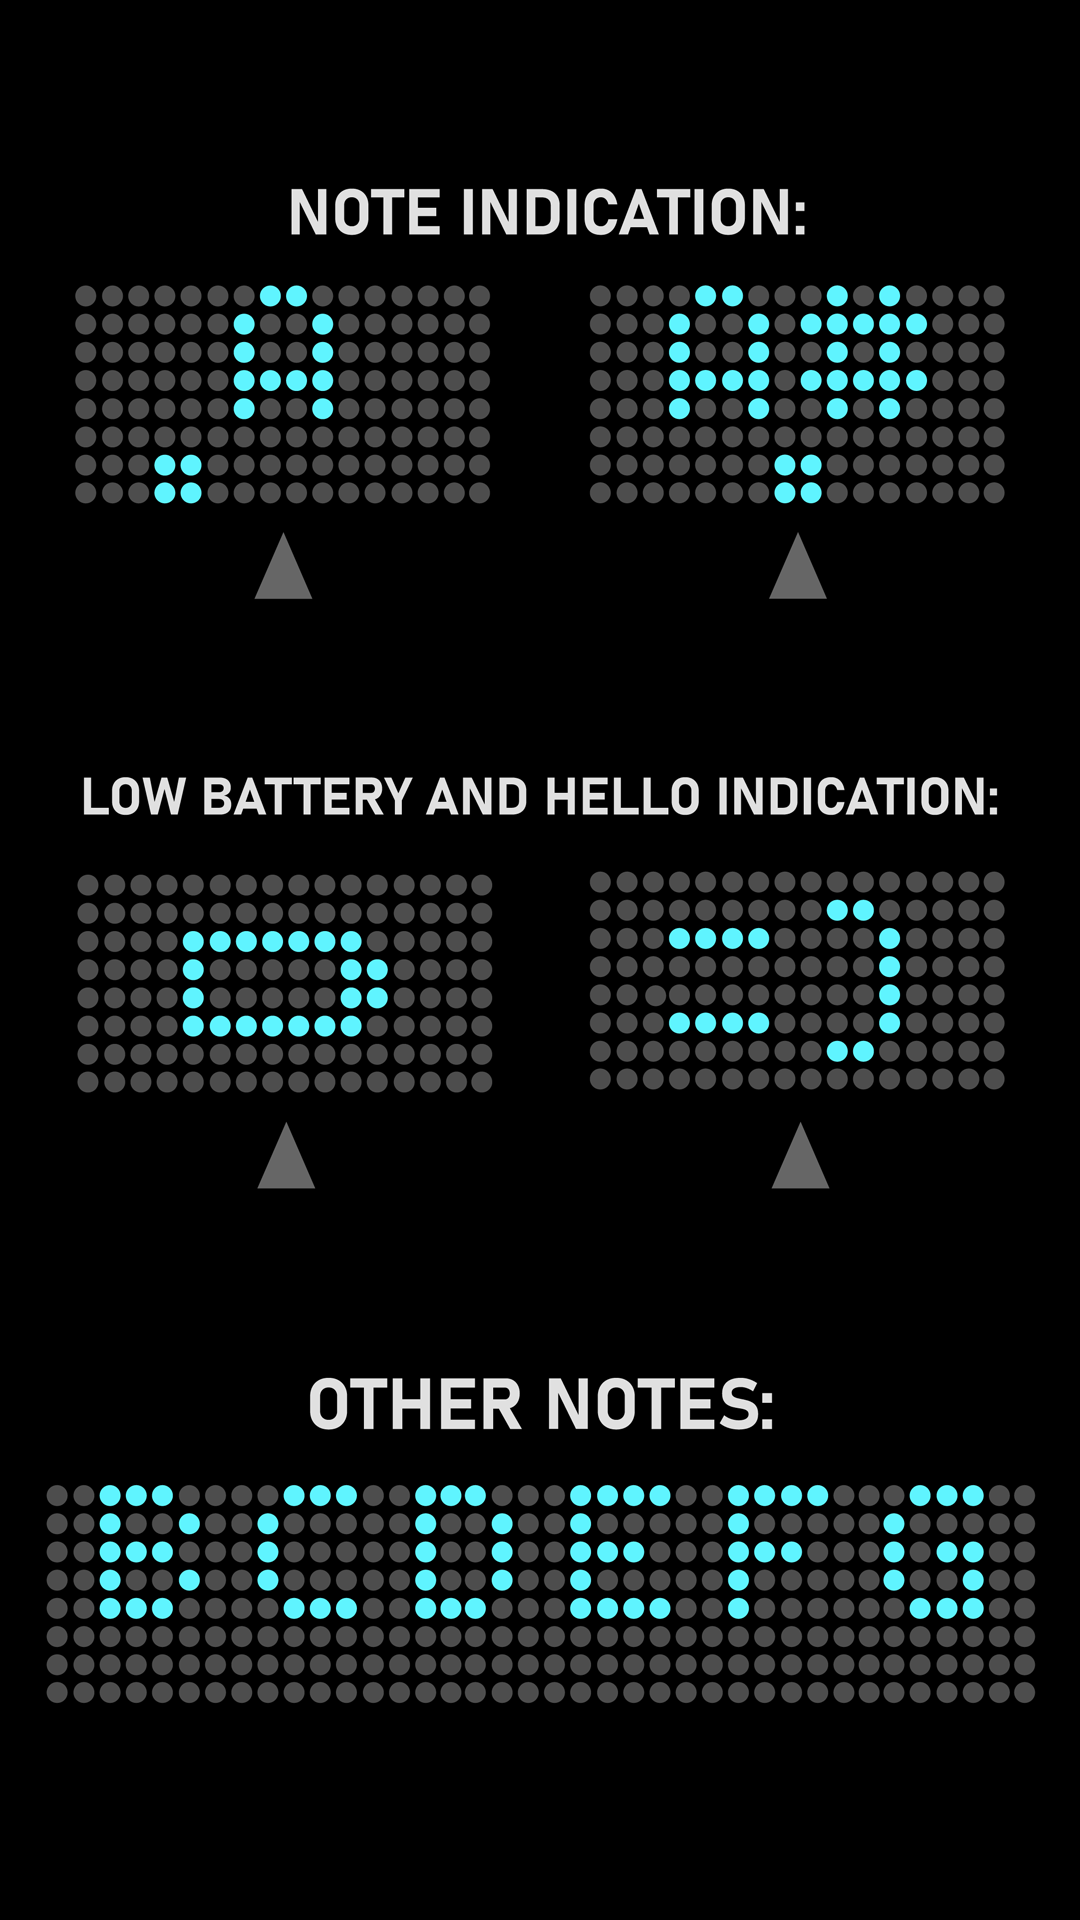 NOTE INDICATION:
A A#
LOW BATTERY AND HELLO INDICATION:
OTHER NOTES:
B C D E F G